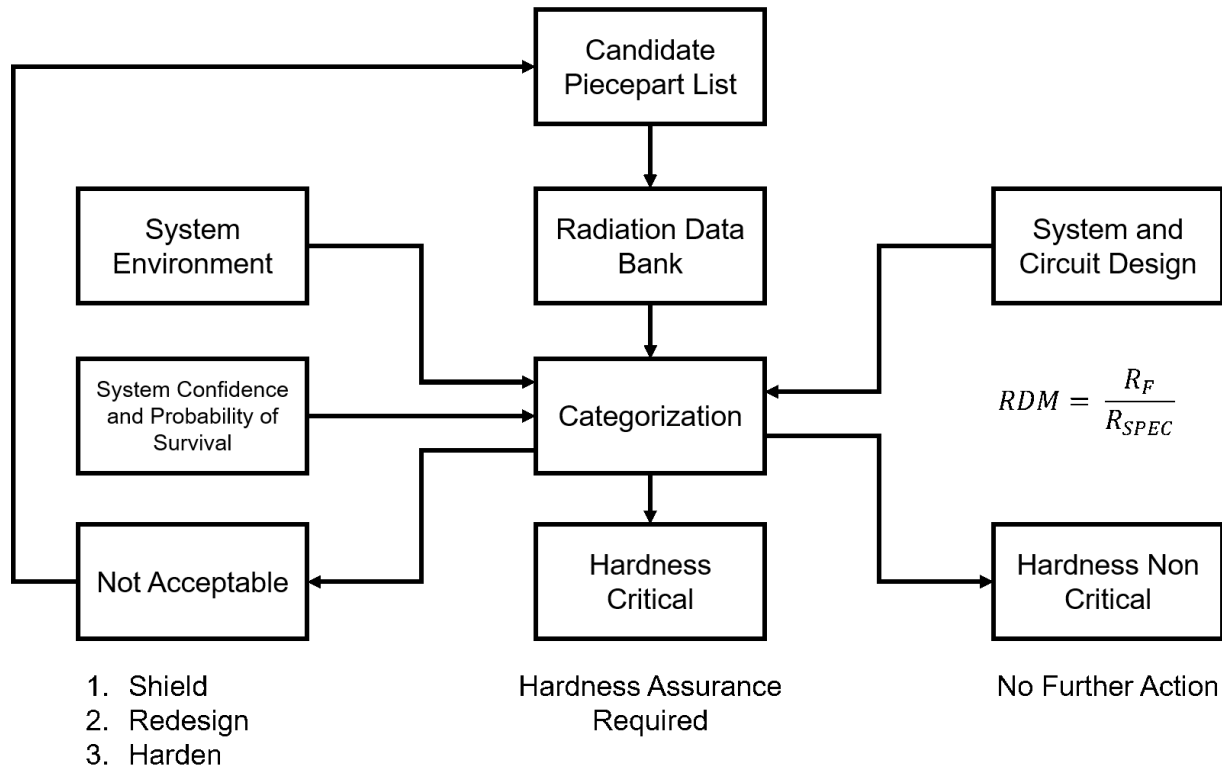 Candidate
Piecepart List
System
Environment
Radiation Data
Bank
System and
Circuit Design
System Confidence
and Probability of
Survival
Categorization
RDM = R_F / R_SPEC
Not Acceptable
Hardness
Critical
Hardness Non
Critical
1. Shield
2. Redesign
3. Harden
Hardness Assurance
Required
No Further Action